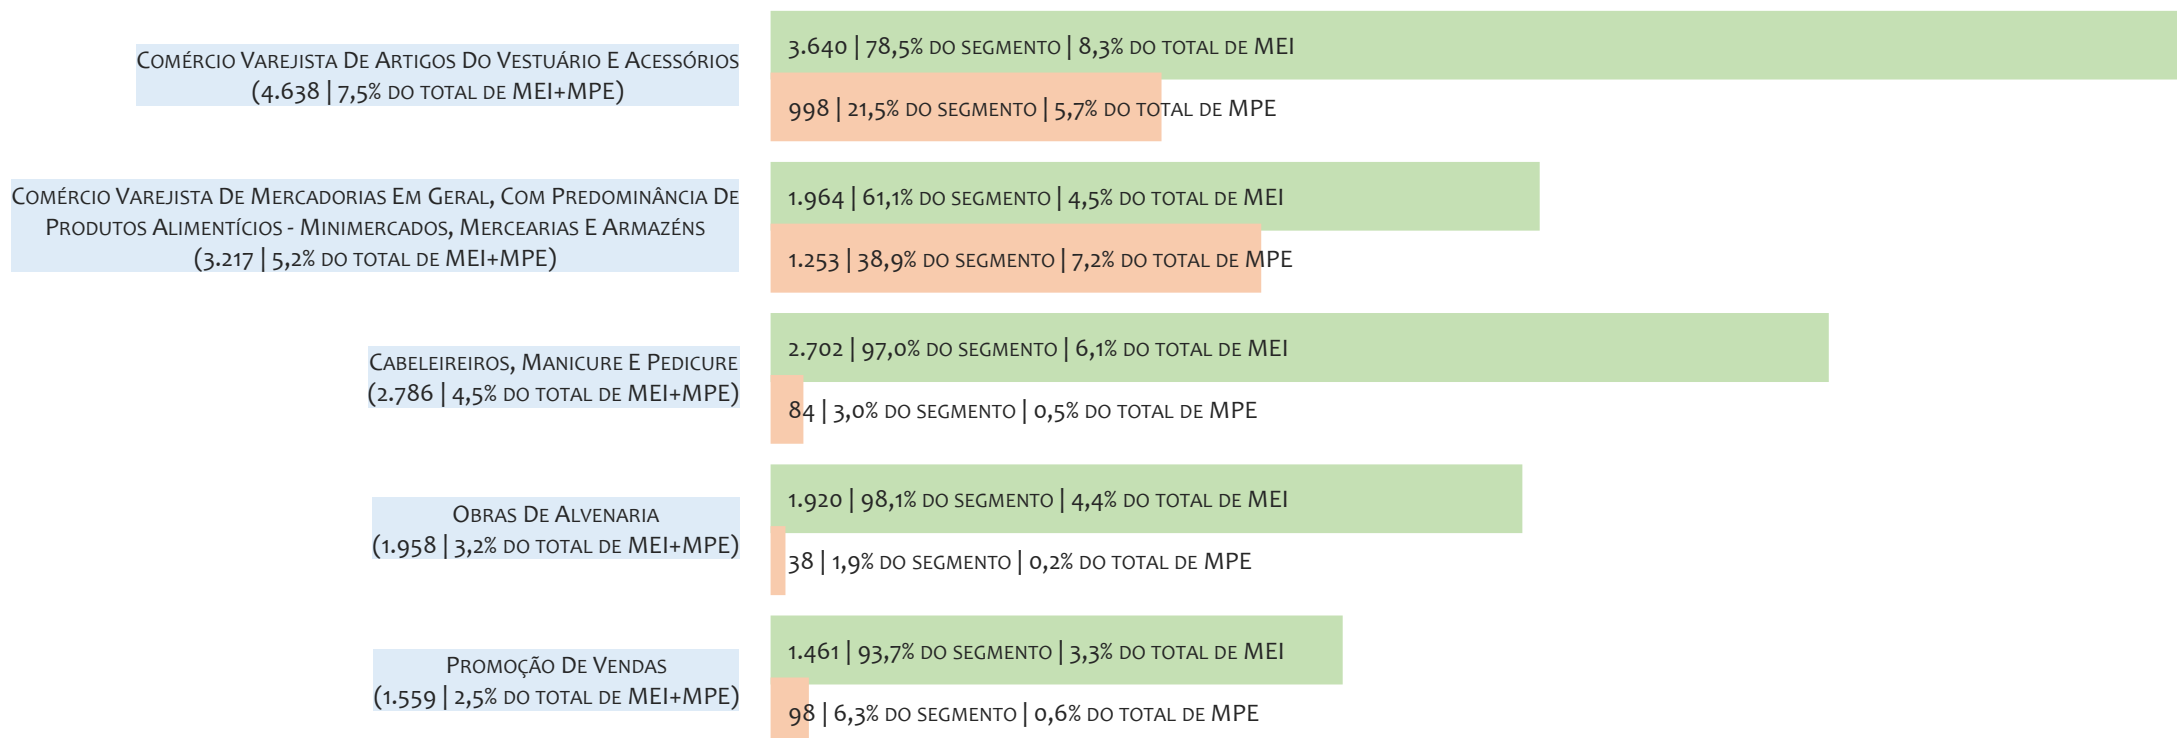 Comércio Varejista De Artigos Do Vestuário E Acessórios
(4.638 | 7,5% do total de MEI+MPE)
3.640 | 78,5% do segmento | 8,3% do total de MEI
998 | 21,5% do segmento | 5,7% do total de MPE
Comércio Varejista De Mercadorias Em Geral, Com Predominância De
Produtos Alimentícios - Minimercados, Mercearias E Armazéns
(3.217 | 5,2% do total de MEI+MPE)
1.964 | 61,1% do segmento | 4,5% do total de MEI
1.253 | 38,9% do segmento | 7,2% do total de MPE
Cabeleireiros, Manicure E Pedicure
(2.786 | 4,5% do total de MEI+MPE)
2.702 | 97,0% do segmento | 6,1% do total de MEI
84 | 3,0% do segmento | 0,5% do total de MPE
Obras De Alvenaria
(1.958 | 3,2% do total de MEI+MPE)
1.920 | 98,1% do segmento | 4,4% do total de MEI
38 | 1,9% do segmento | 0,2% do total de MPE
Promoção De Vendas
(1.559 | 2,5% do total de MEI+MPE)
1.461 | 93,7% do segmento | 3,3% do total de MEI
98 | 6,3% do segmento | 0,6% do total de MPE